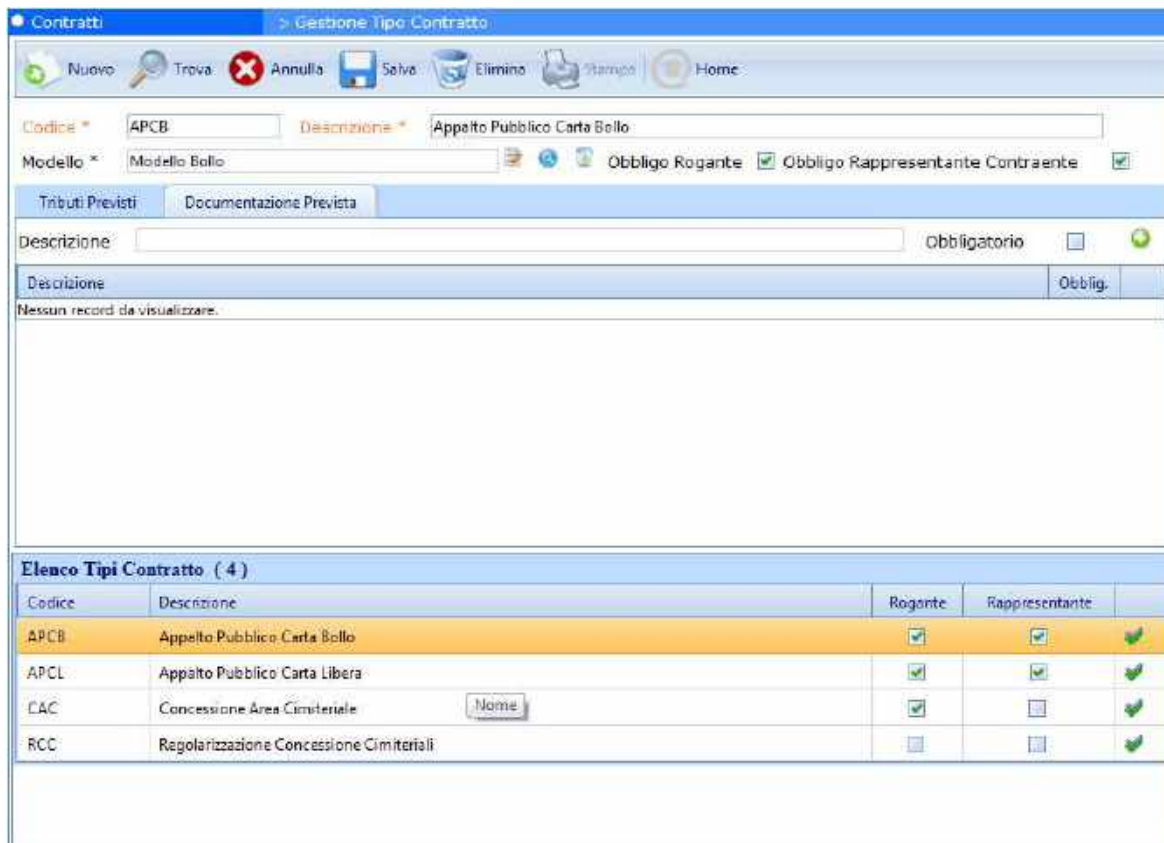 Contratti > Gestione Tipo Contratto
Nuovo Trova Annulla Salva Elimina Stampa Home
Codice * APCB Descrizione * Appalto Pubblico Carta Bollo
Modello * Modello Bollo Obbligo Rogante Obbligo Rappresentante Contraente
Tributi Previsti Documentazione Prevista
Descrizione Obbligatorio
Descrizione Obblig.
Nessun record da visualizzare.
Elenco Tipi Contratto ( 4 )
Codice Descrizione Rogante Rappresentante
APCB Appalto Pubblico Carta Bollo
APCL Appalto Pubblico Carta Libera
CAC Concessione Area Cimiteriale Nome
RCC Regolarizzazione Concessione Cimiteriali